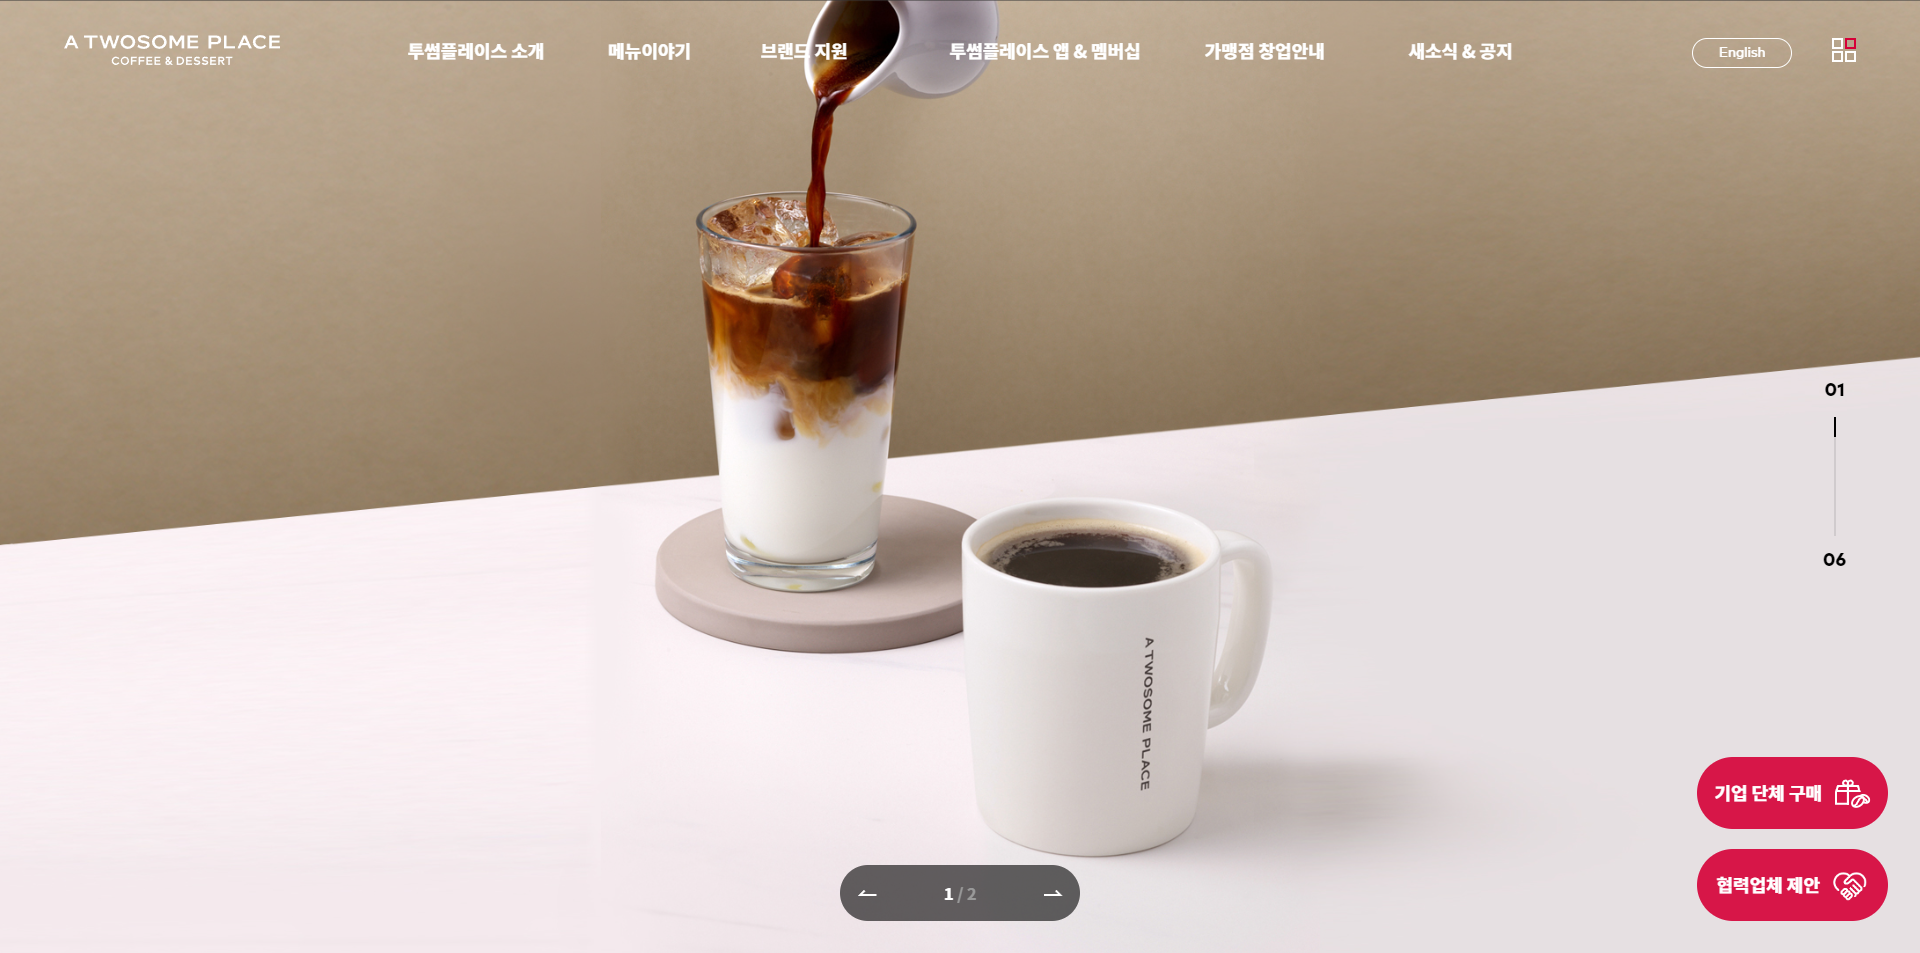 A TWOSOME PLACE
COFFEE & DESSERT
투썸플레이스 소개
메뉴이야기
브랜드 지원
투썸플레이스 앱 & 멤버십
가맹점 창업안내
새소식 & 공지
English
01
06
A TWOSOME PLACE
기업 단체 구매
협력업체 제안
1 / 2